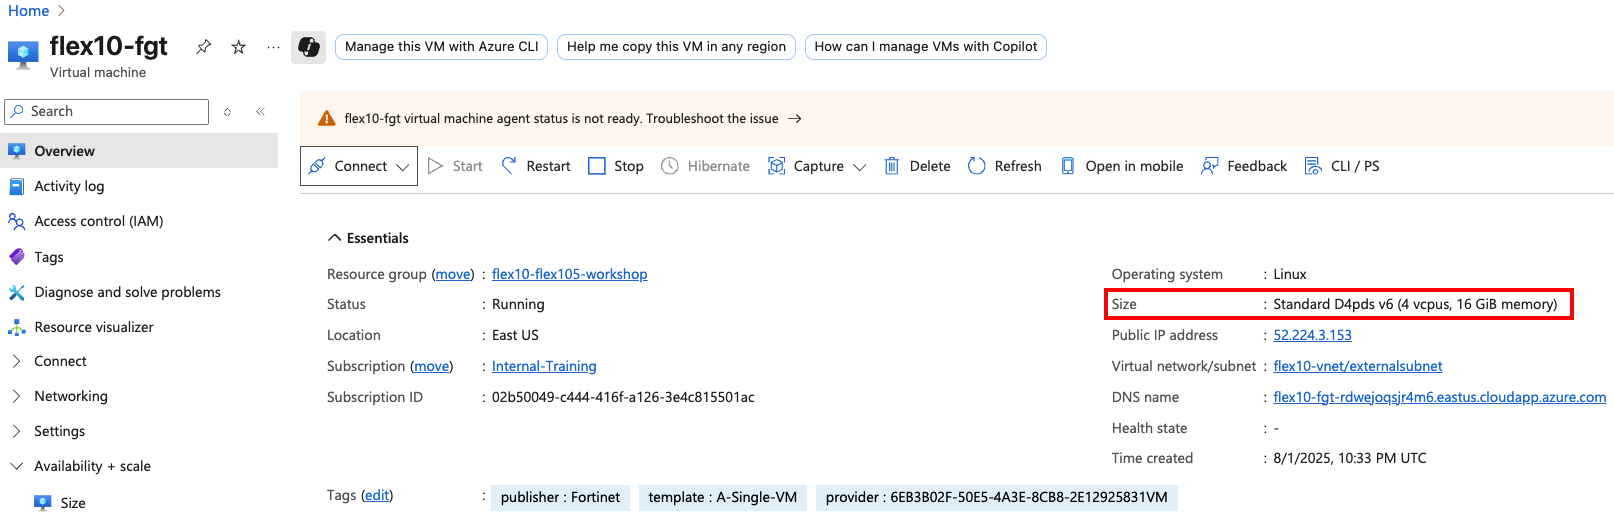 Home >
flex10-fgt
Virtual machine
Manage this VM with Azure CLI
Help me copy this VM in any region
How can I manage VMs with Copilot
Search
flex10-fgt virtual machine agent status is not ready. Troubleshoot the issue →
Connect Start Restart Stop Hibernate Capture Delete Refresh Open in mobile Feedback CLI / PS
Overview
Activity log
Access control (IAM)
Tags
Diagnose and solve problems
Resource visualizer
Connect
Networking
Settings
Availability + scale
Size
Essentials
Resource group (move) : flex10-flex105-workshop
Status : Running
Location : East US
Subscription (move) : Internal-Training
Subscription ID : 02b50049-c444-416f-a126-3e4c815501ac
Operating system : Linux
Size : Standard D4pds v6 (4 vcpus, 16 GiB memory)
Public IP address : 52.224.3.153
Virtual network/subnet : flex10-vnet/externalsubnet
DNS name : flex10-fgt-rdwejoqsjr4m6.eastus.cloudapp.azure.com
Health state : -
Time created : 8/1/2025, 10:33 PM UTC
Tags (edit) : publisher : Fortinet template : A-Single-VM provider : 6EB3B02F-50E5-4A3E-8CB8-2E12925831VM